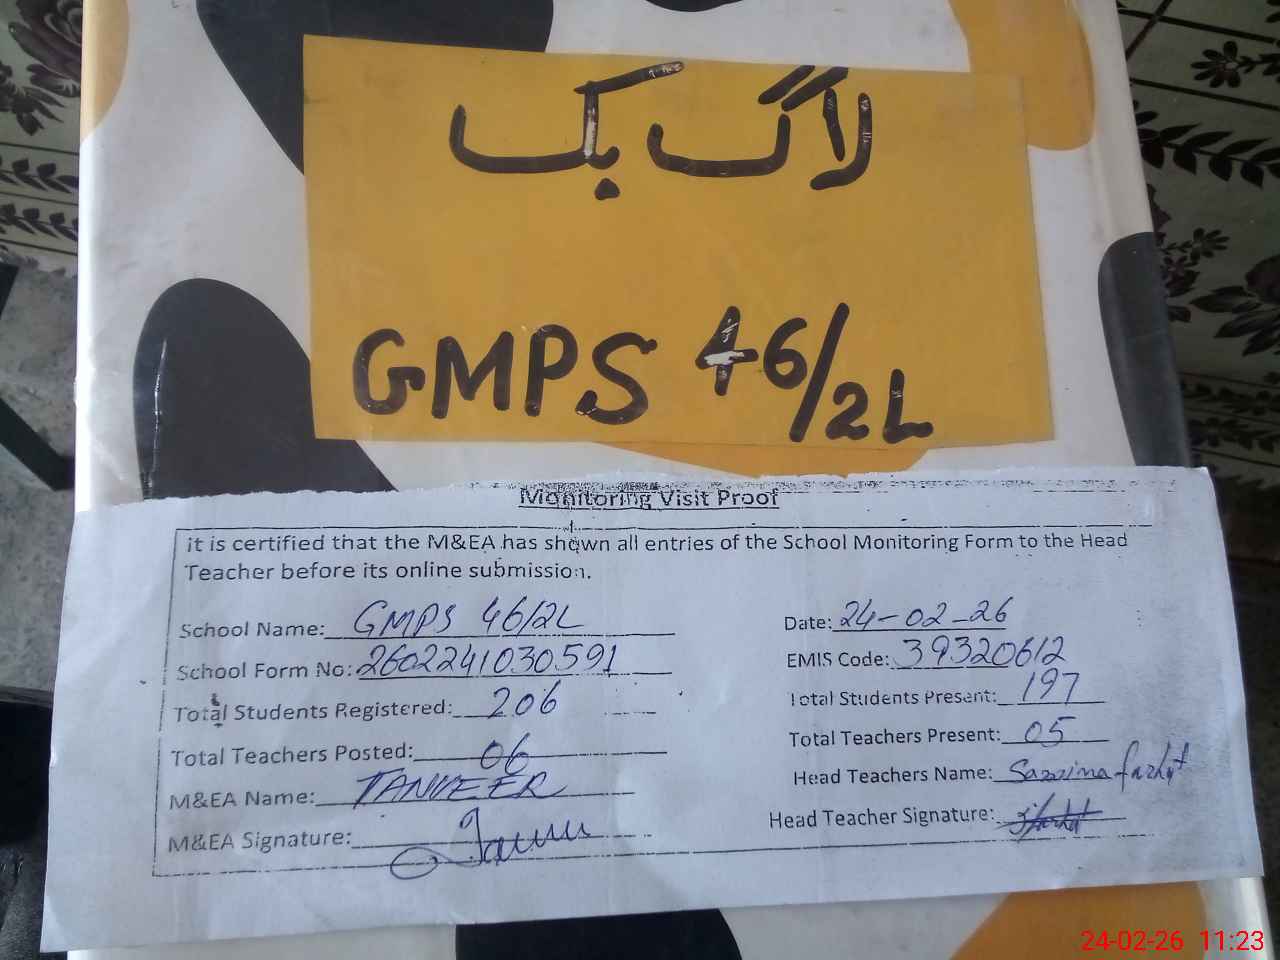 لاگ بک
GMPS 46/2L
Monitoring Visit Proof
it is certified that the M&EA has shown all entries of the School Monitoring Form to the Head
Teacher before its online submission.
School Name: GMPS 46/2L
Date: 24-02-26
School Form No: 2602241030591
EMIS Code: 39320612
Total Students Registered: 206
Total Students Present: 197
Total Teachers Posted: 06
Total Teachers Present: 05
M&EA Name: TANVEER
Head Teachers Name:
M&EA Signature:
Head Teacher Signature:
24-02-26 11:23